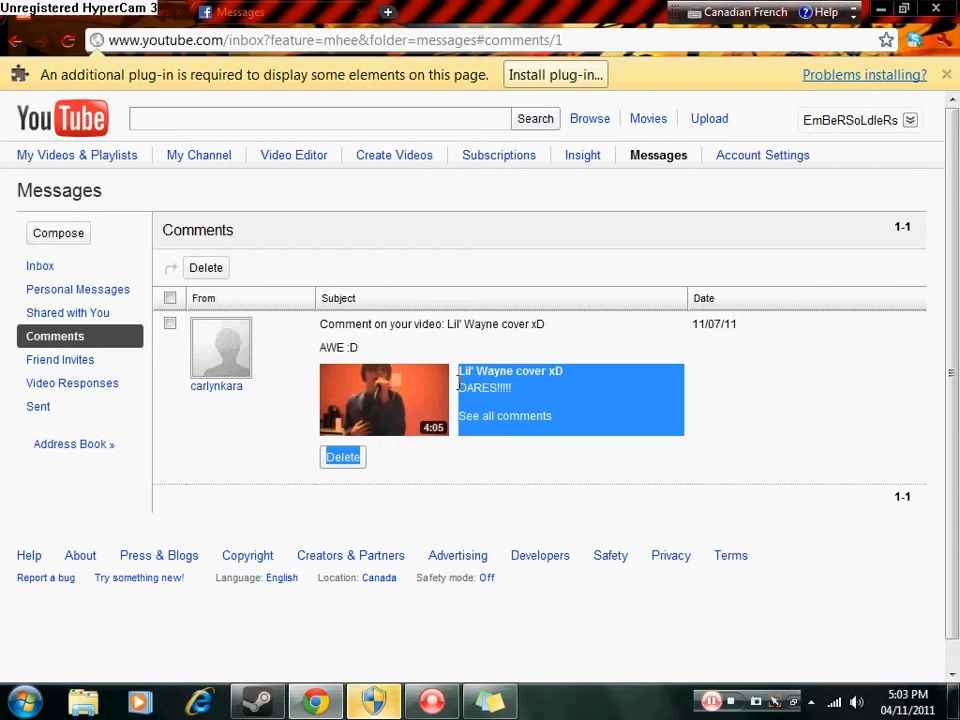 Unregistered HyperCam 3
Messages
Canadian French
Help
www.youtube.com/inbox?feature=mhee&folder=messages#comments/1
An additional plug-in is required to display some elements on this page.
Install plug-in...
Problems installing?
YouTube
Search
Browse
Movies
Upload
EmBeRSoLdIeRs
My Videos & Playlists
My Channel
Video Editor
Create Videos
Subscriptions
Insight
Messages
Account Settings
Messages
Compose
Comments
1-1
Inbox
Delete
Personal Messages
From
Subject
Date
Shared with You
Comment on your video: Lil' Wayne cover xD
11/07/11
Comments
AWE :D
Friend Invites
Lil' Wayne cover xD
carlynkara
DARES!!!!!
Video Responses
Sent
See all comments
4:05
Address Book »
Delete
1-1
Help
About
Press & Blogs
Copyright
Creators & Partners
Advertising
Developers
Safety
Privacy
Terms
Report a bug
Try something new!
Language: English
Location: Canada
Safety mode: Off
5:03 PM
04/11/2011